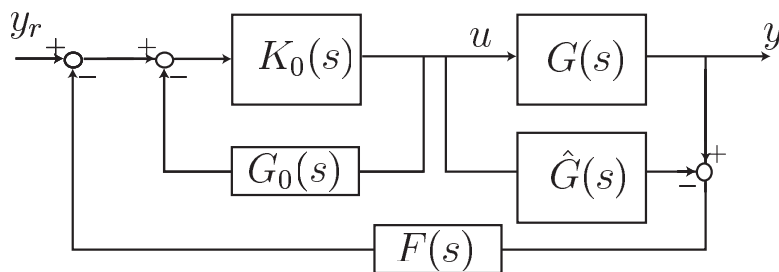 y_r + − + − K_0(s) u G(s) y
G_0(s) Ĝ(s) + −
F(s)